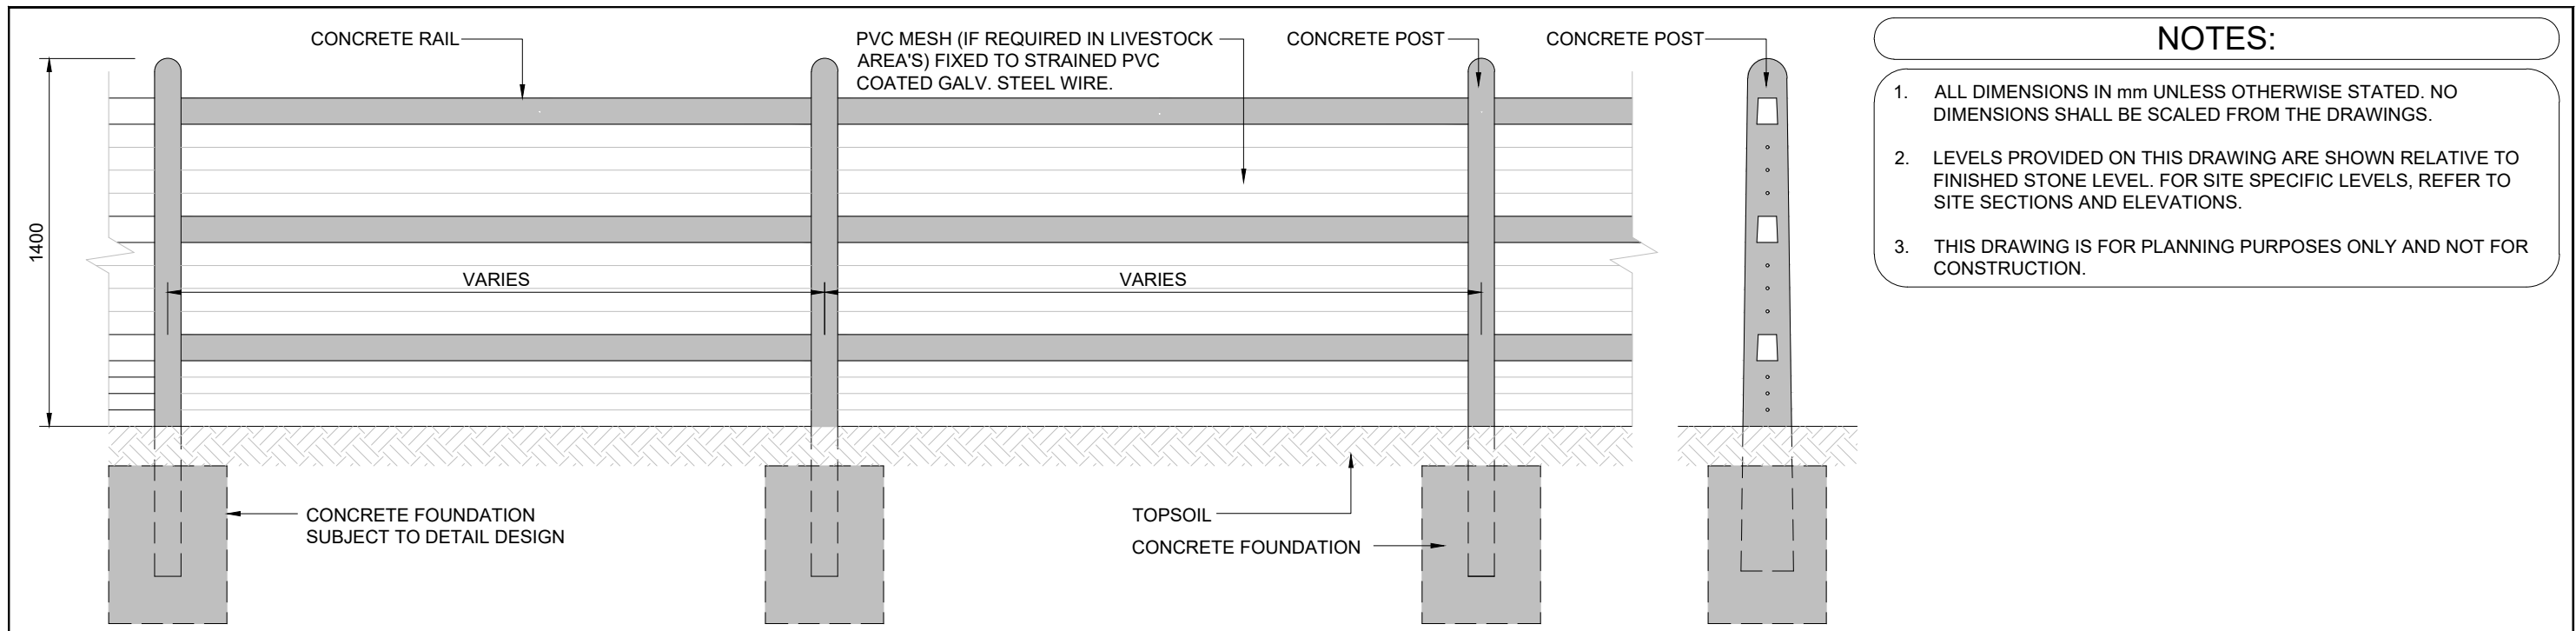 CONCRETE RAIL
PVC MESH (IF REQUIRED IN LIVESTOCK
AREA'S) FIXED TO STRAINED PVC
COATED GALV. STEEL WIRE.
CONCRETE POST
CONCRETE POST
1400
VARIES
VARIES
CONCRETE FOUNDATION
SUBJECT TO DETAIL DESIGN
TOPSOIL
CONCRETE FOUNDATION
NOTES:
1. ALL DIMENSIONS IN mm UNLESS OTHERWISE STATED. NO
DIMENSIONS SHALL BE SCALED FROM THE DRAWINGS.
2. LEVELS PROVIDED ON THIS DRAWING ARE SHOWN RELATIVE TO
FINISHED STONE LEVEL. FOR SITE SPECIFIC LEVELS, REFER TO
SITE SECTIONS AND ELEVATIONS.
3. THIS DRAWING IS FOR PLANNING PURPOSES ONLY AND NOT FOR
CONSTRUCTION.